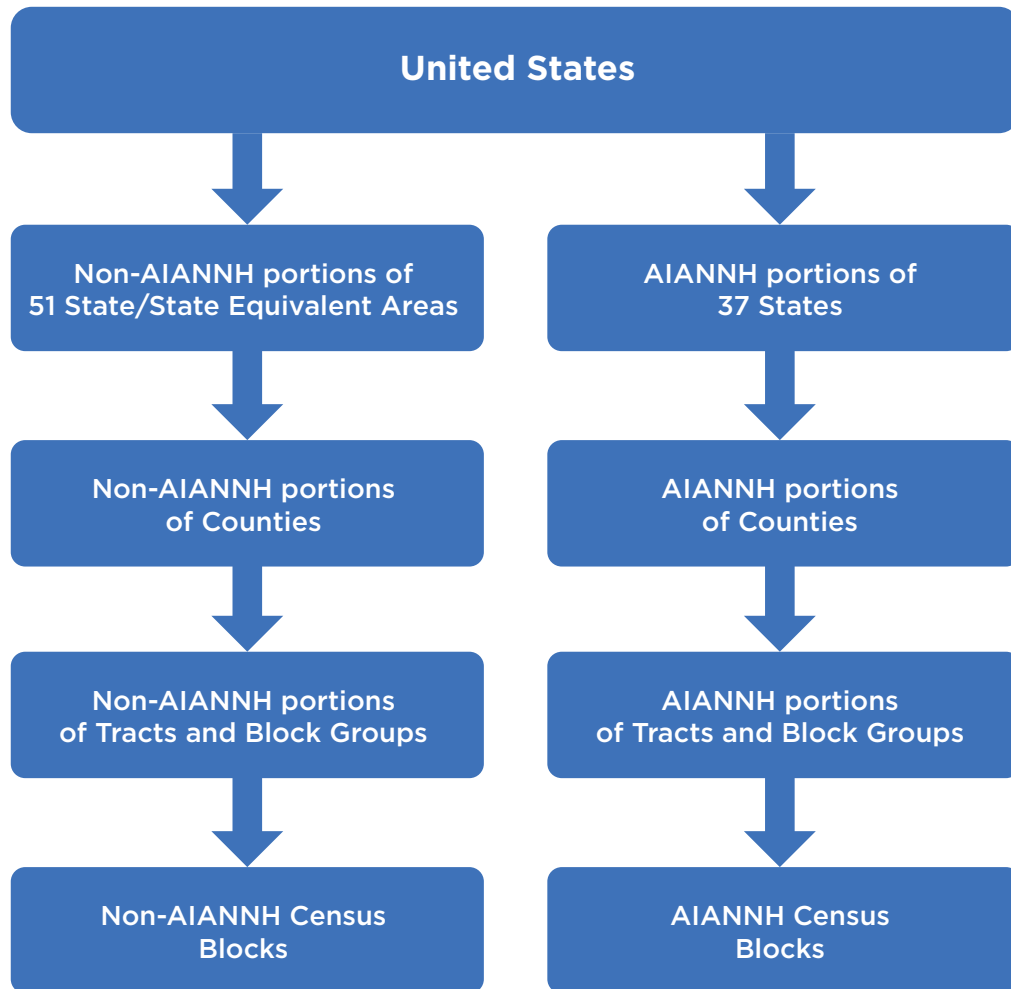 United States
Non-AIANNH portions of
51 State/State Equivalent Areas
AIANNH portions of
37 States
Non-AIANNH portions
of Counties
AIANNH portions
of Counties
Non-AIANNH portions
of Tracts and Block Groups
AIANNH portions
of Tracts and Block Groups
Non-AIANNH Census
Blocks
AIANNH Census
Blocks